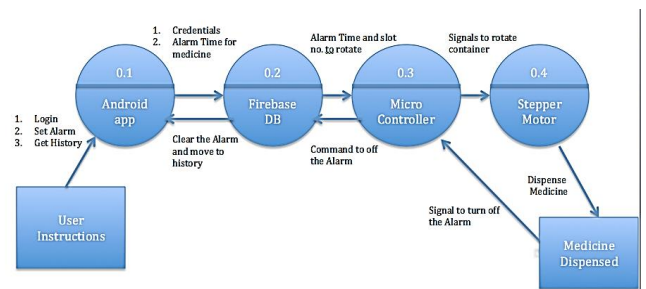 1. Credentials
2. Alarm Time for
medicine
Alarm Time and slot
no. to rotate
Signals to rotate
container
0.1
Android
app
0.2
Firebase
DB
0.3
Micro
Controller
0.4
Stepper
Motor
1. Login
2. Set Alarm
3. Get History
Clear the Alarm
and move to
history
Command to off
the Alarm
Dispense
Medicine
Signal to turn off
the Alarm
User
Instructions
Medicine
Dispensed